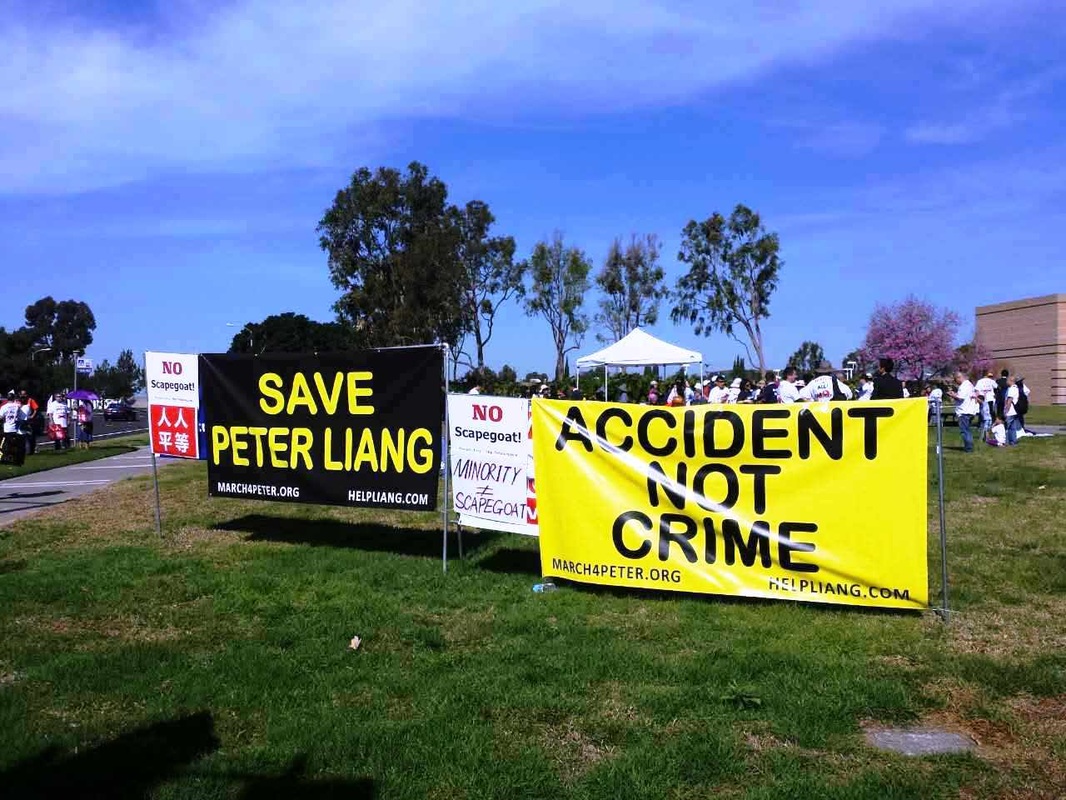 NO
Scapegoat!
人人
平等
SAVE
PETER LIANG
MARCH4PETER.ORG
HELPLIANG.COM
NO
Scapegoat!
MINORITY
≠
SCAPEGOAT
ACCIDENT
NOT
CRIME
MARCH4PETER.ORG
HELPLIANG.COM